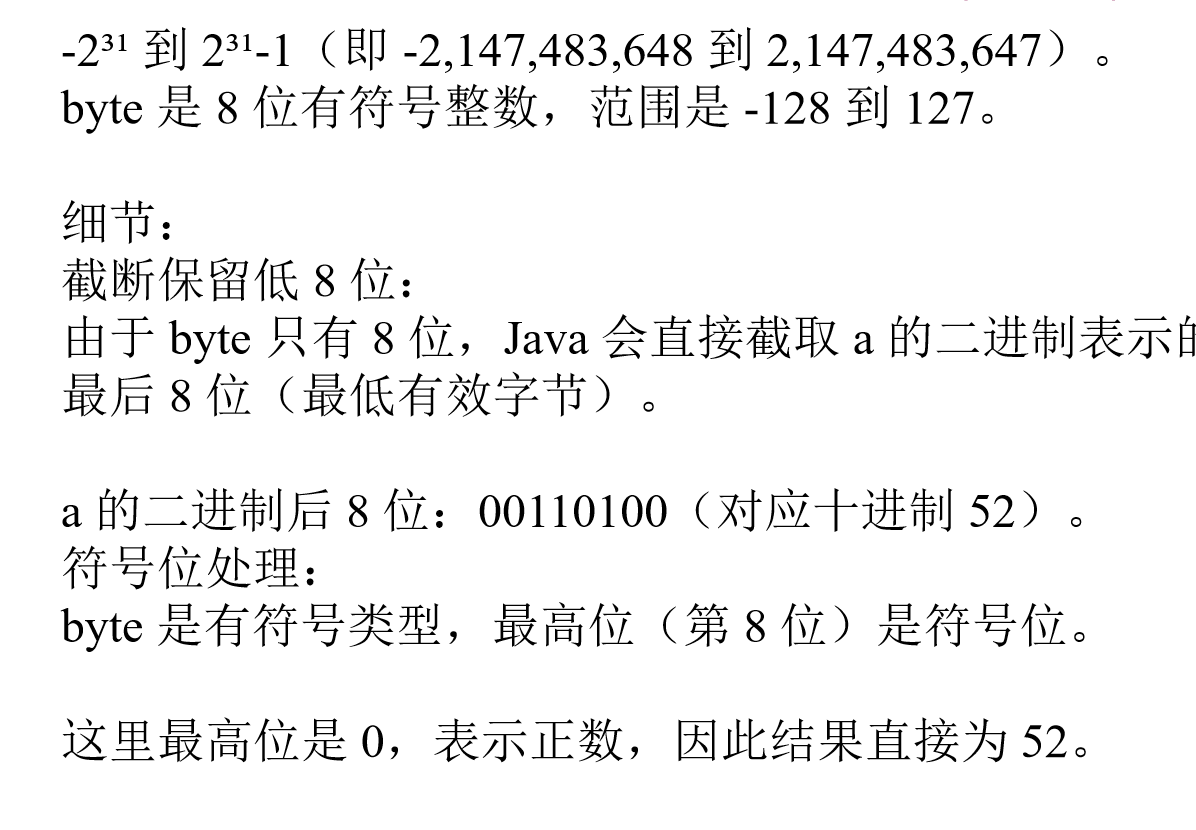 -2³¹ 到 2³¹-1（即 -2,147,483,648 到 2,147,483,647）。
byte 是 8 位有符号整数，范围是 -128 到 127。
细节：
截断保留低 8 位：
由于 byte 只有 8 位，Java 会直接截取 a 的二进制表示的
最后 8 位（最低有效字节）。
a 的二进制后 8 位：00110100（对应十进制 52）。
符号位处理：
byte 是有符号类型，最高位（第 8 位）是符号位。
这里最高位是 0，表示正数，因此结果直接为 52。